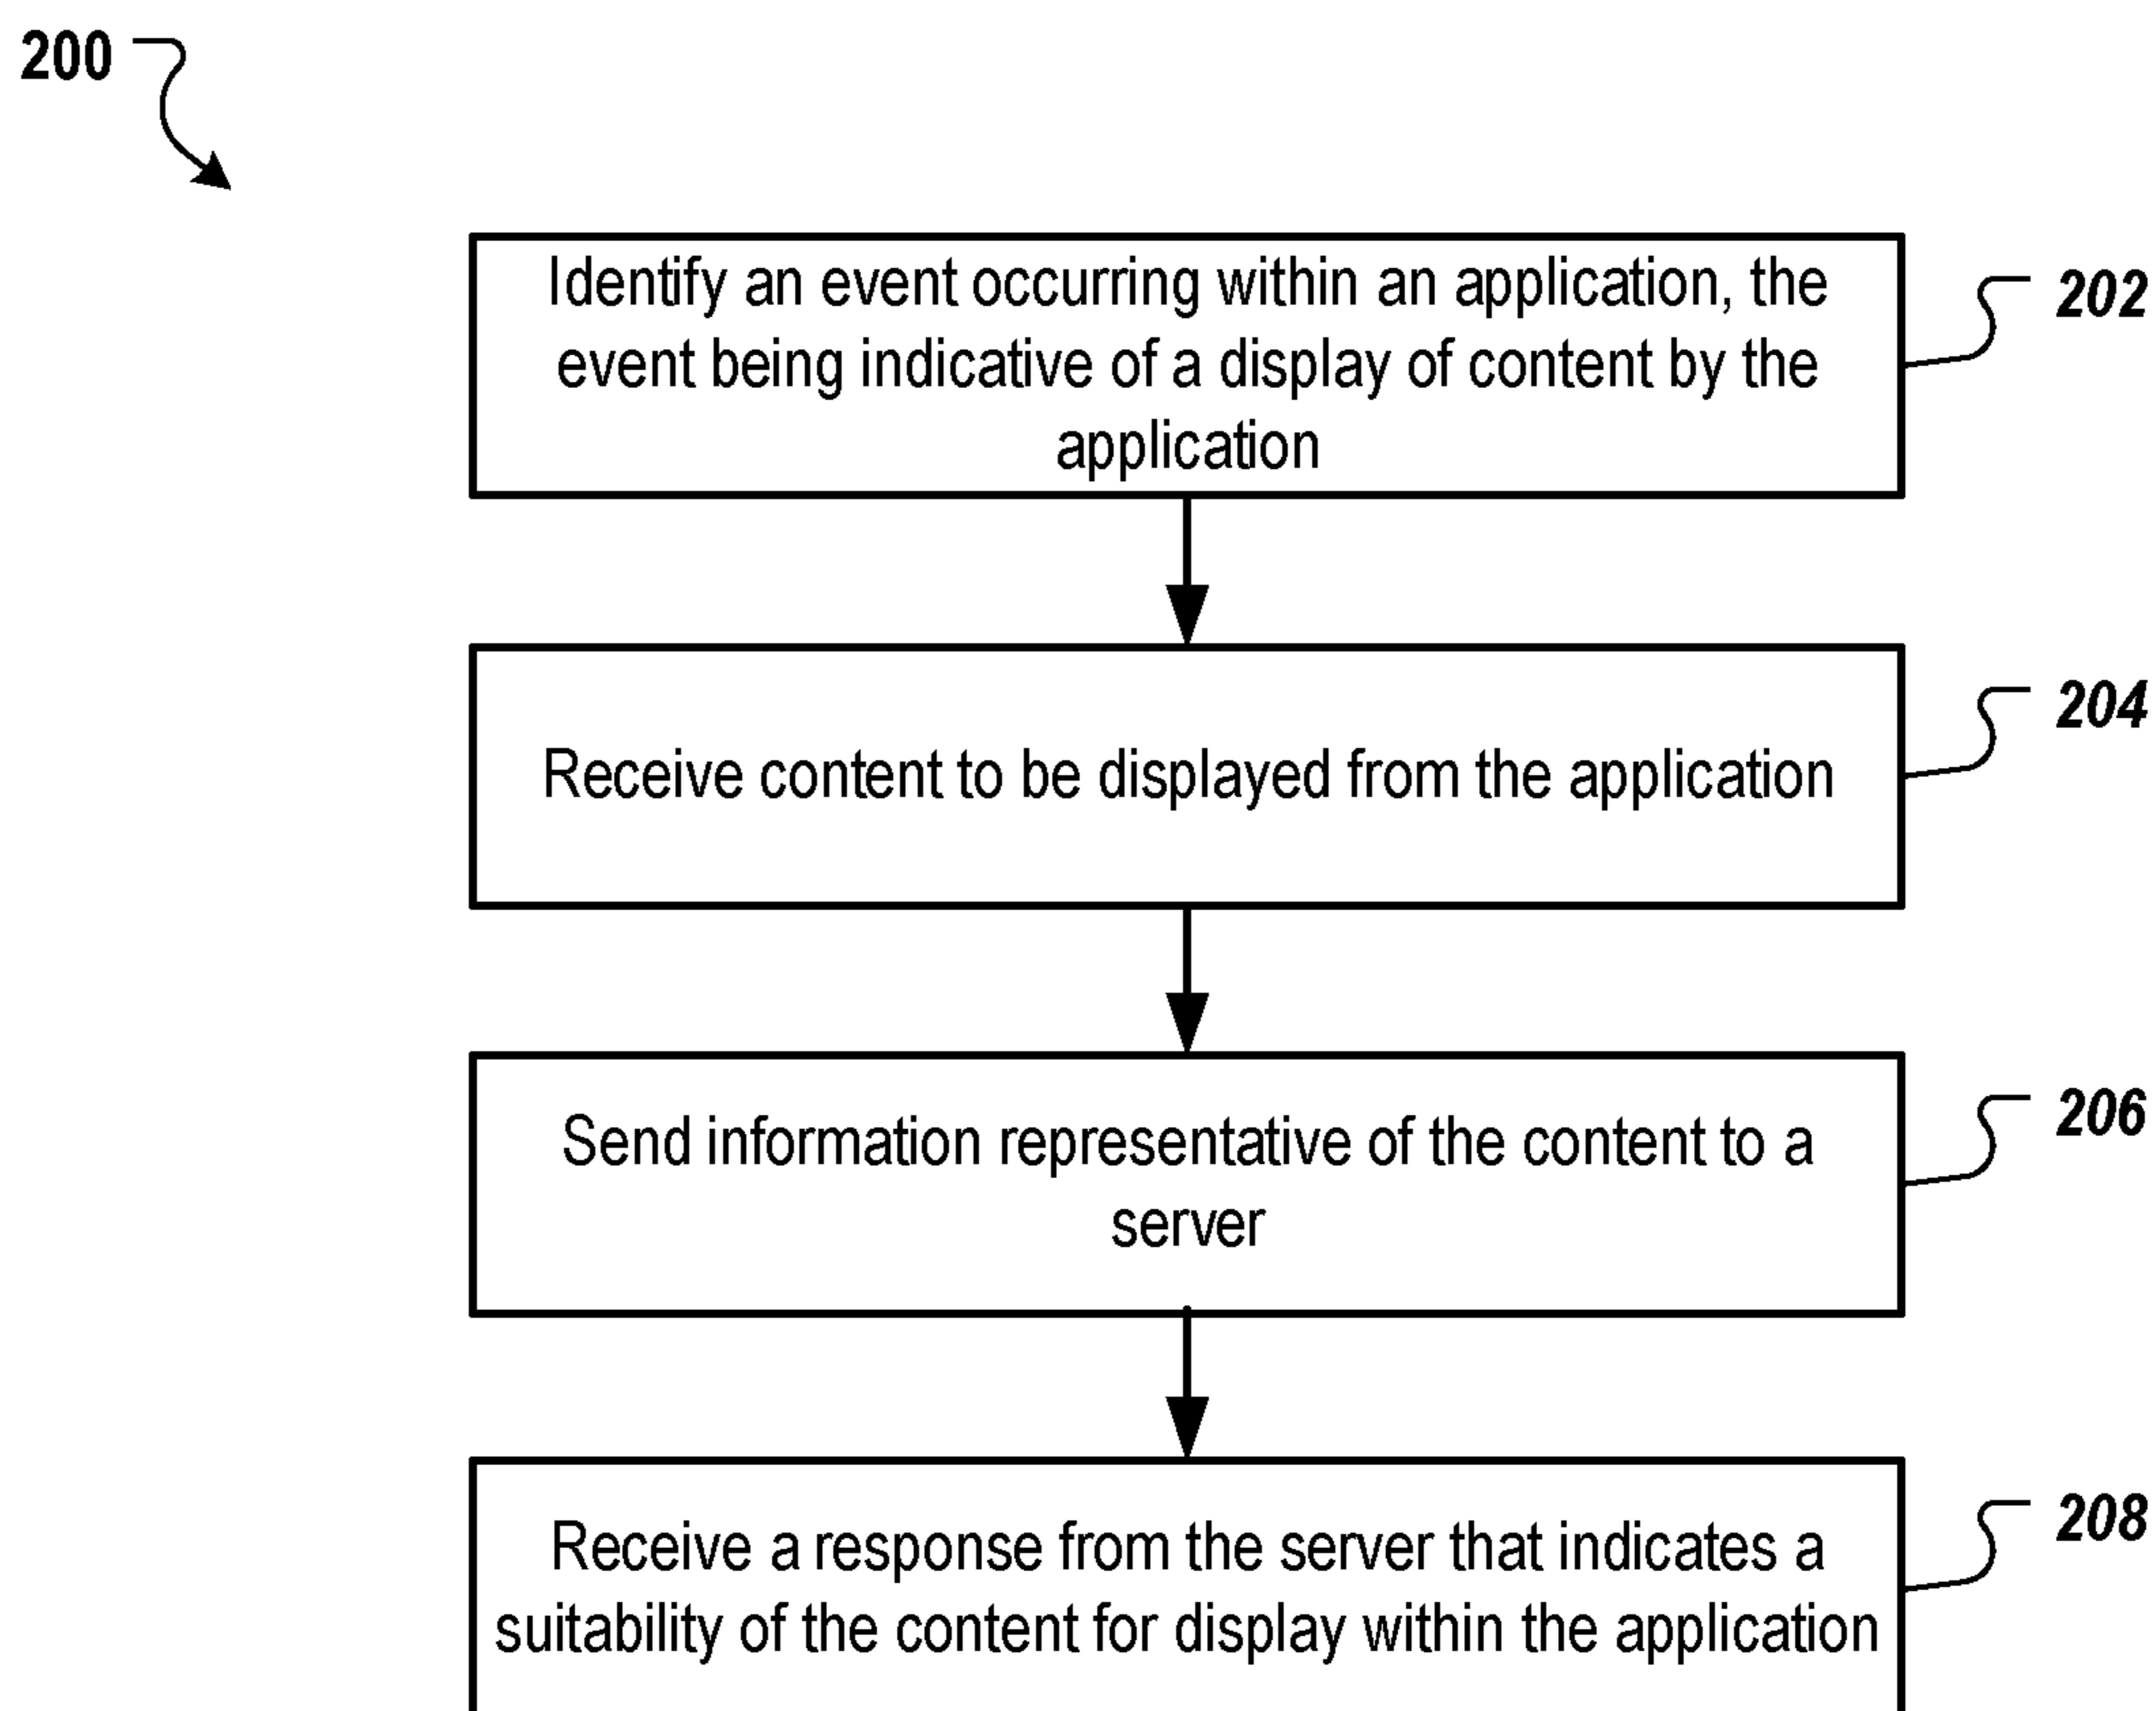 200
Identify an event occurring within an application, the
event being indicative of a display of content by the
application
202
Receive content to be displayed from the application
204
Send information representative of the content to a
server
206
Receive a response from the server that indicates a
suitability of the content for display within the application
208